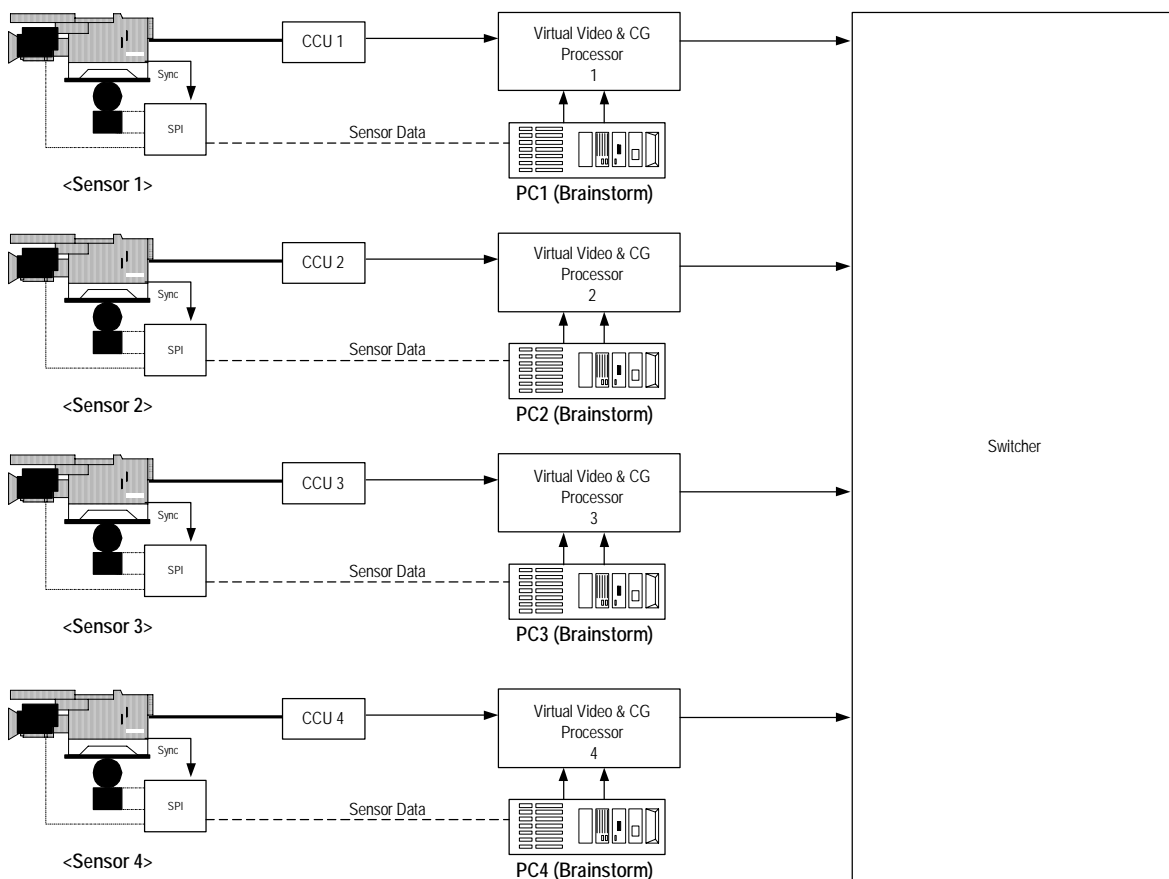 CCU 1
Virtual Video & CG
Processor
1
Sync
SPI
Sensor Data
<Sensor 1>
PC1 (Brainstorm)
CCU 2
Virtual Video & CG
Processor
2
Sync
SPI
Sensor Data
<Sensor 2>
PC2 (Brainstorm)
Switcher
CCU 3
Virtual Video & CG
Processor
3
Sync
SPI
Sensor Data
<Sensor 3>
PC3 (Brainstorm)
CCU 4
Virtual Video & CG
Processor
4
Sync
SPI
Sensor Data
<Sensor 4>
PC4 (Brainstorm)